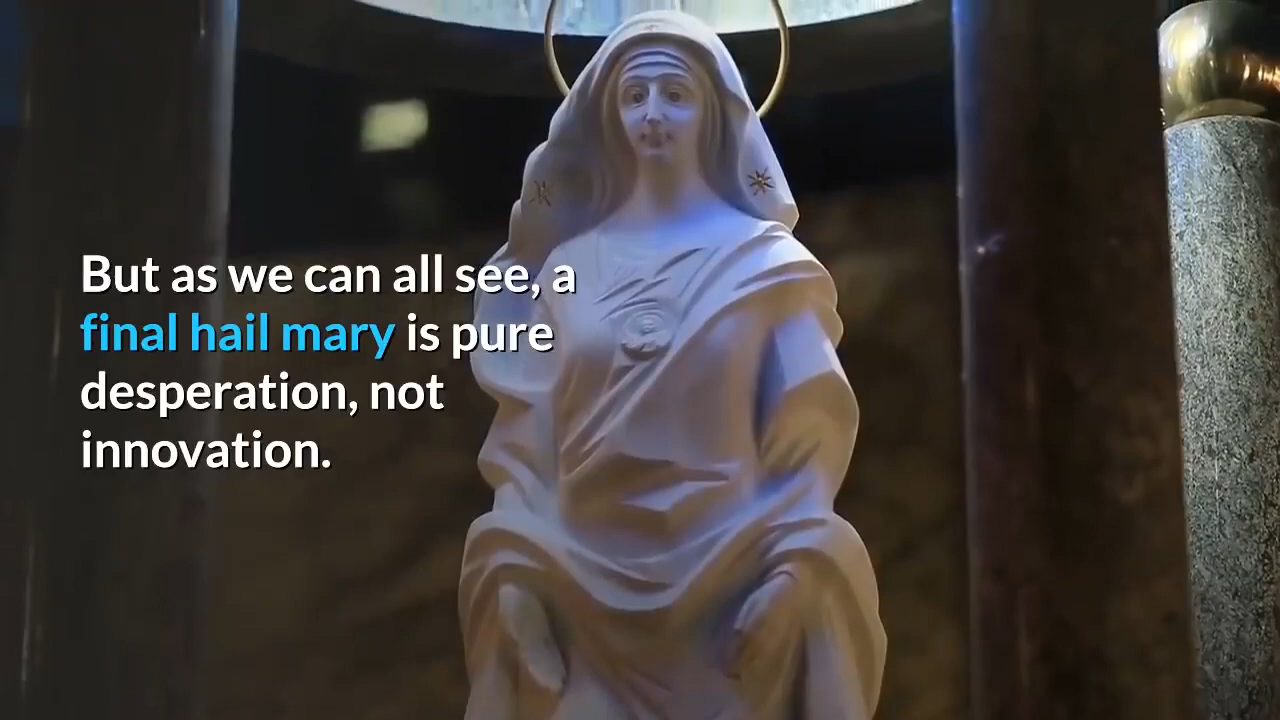 But as we can all see, a
final hail mary is pure
desperation, not
innovation.